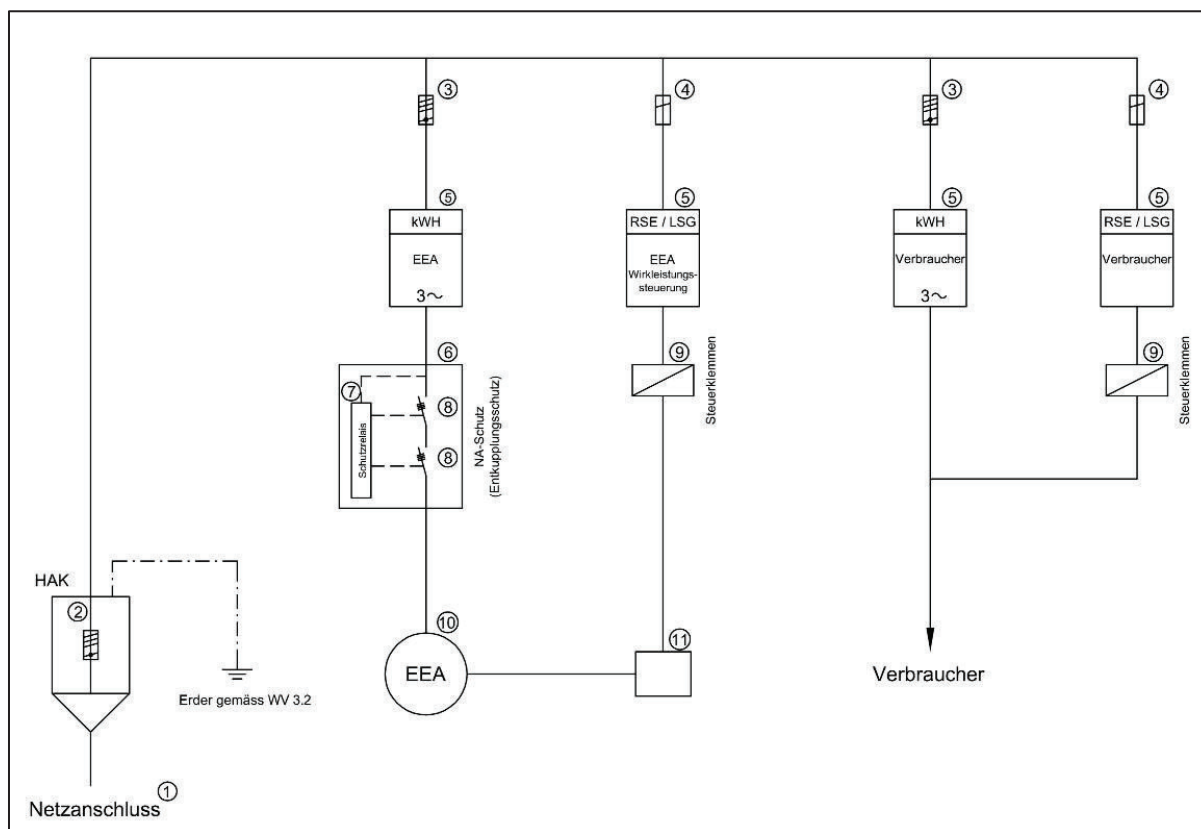 ③
④
③
④
⑤
⑤
⑤
⑤
kWH
RSE / LSG
kWH
RSE / LSG
EEA
EEA
Wirkleistungs-
steuerung
Verbraucher
Verbraucher
3~
3~
⑥
⑨
⑨
Steuerklemmen
Steuerklemmen
⑦
⑧
⑧
Schutzrelais
NA-Schutz
(Entkupplungsschutz)
HAK
②
Erder gemäss WV 3.2
⑩
EEA
⑪
Verbraucher
Netzanschluss ①